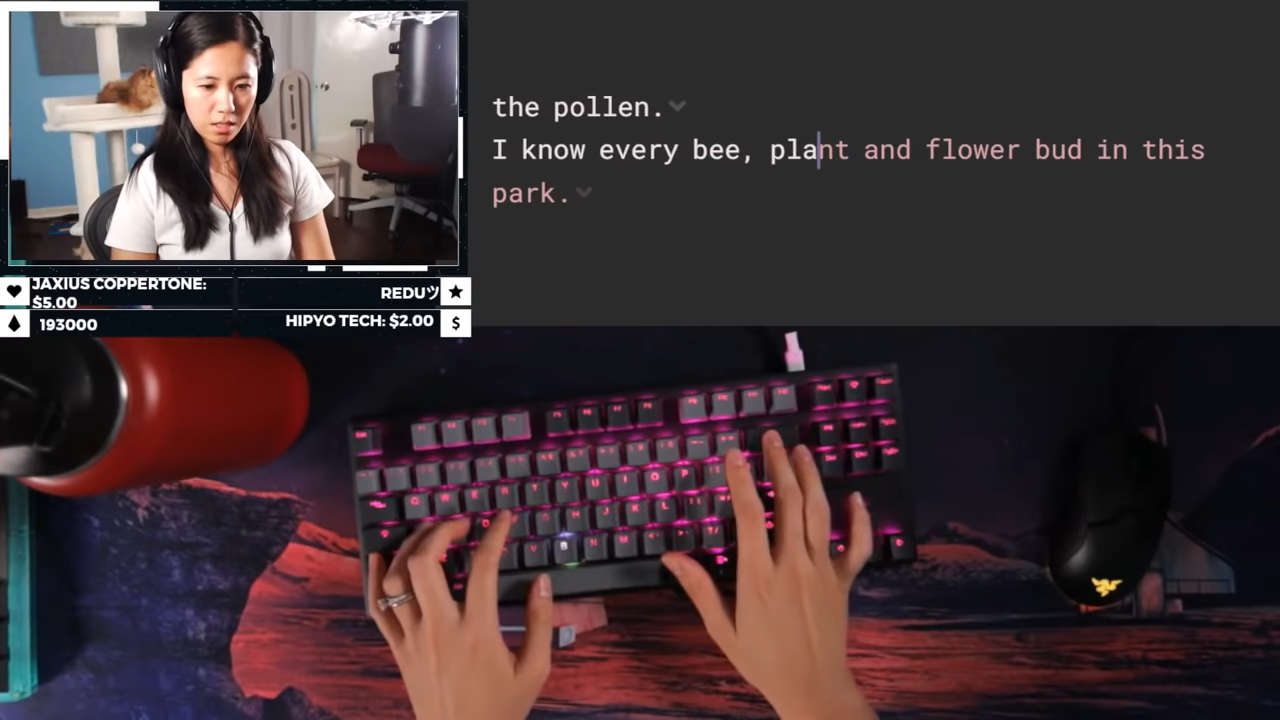 the pollen.
I know every bee, plant and flower bud in this
park.
JAXIUS COPPERTONE:
$5.00
REDUツ
193000
HIPYO TECH: $2.00
$
Q W E R T Y U I O P
D H J K L
V B N M